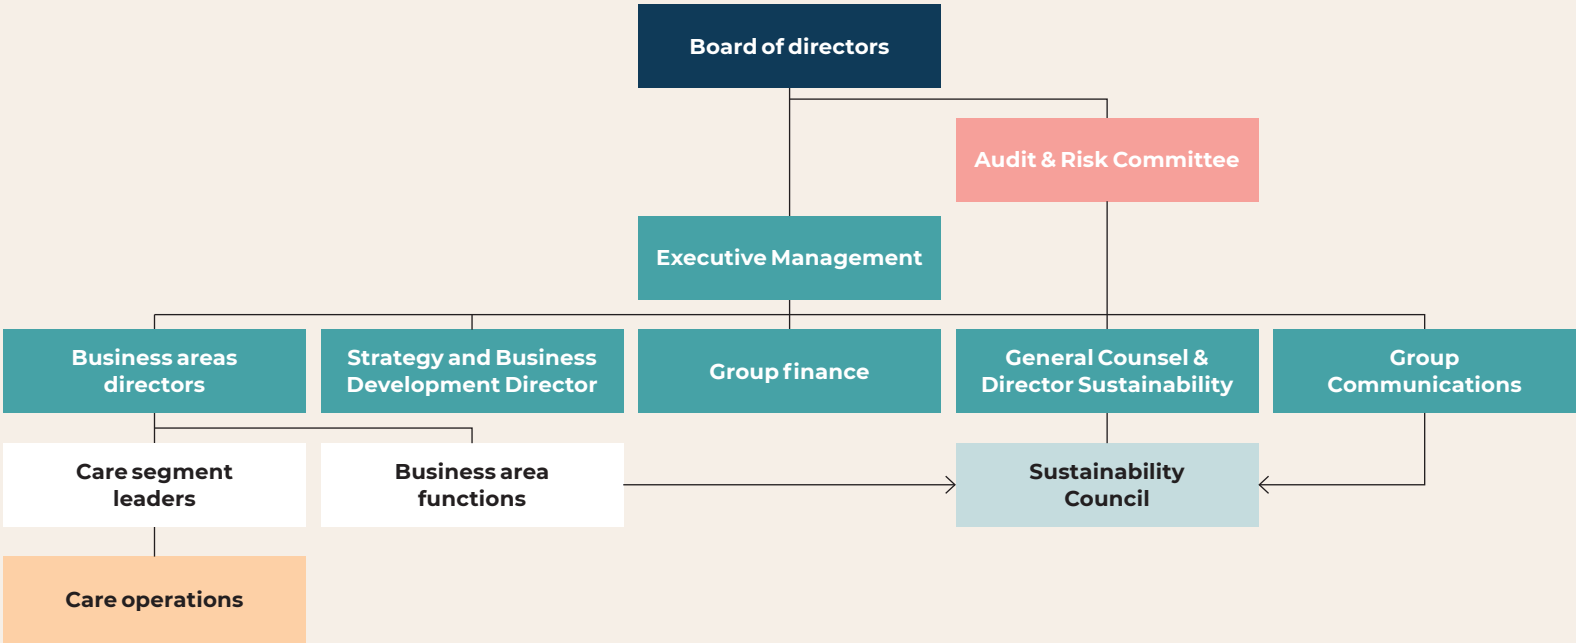 Board of directors
Audit & Risk Committee
Executive Management
Business areas
directors
Strategy and Business
Development Director
Group finance
General Counsel &
Director Sustainability
Group
Communications
Care segment
leaders
Business area
functions
Sustainability
Council
Care operations